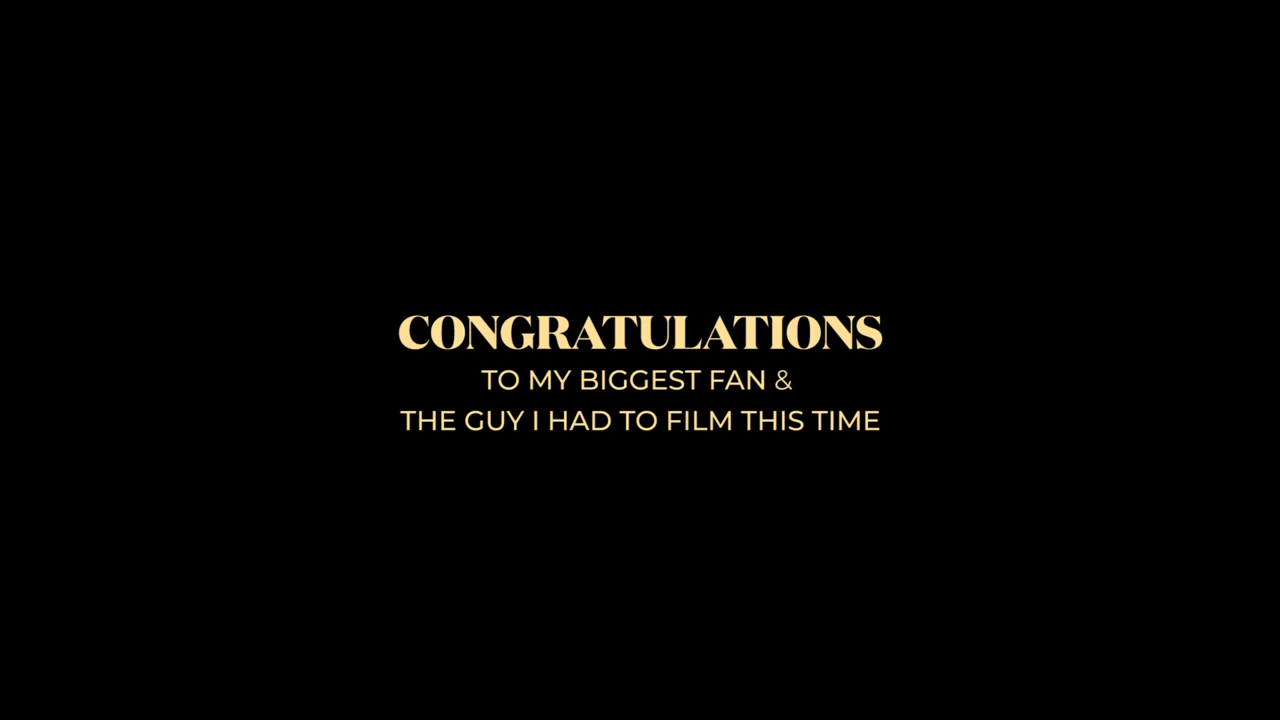 CONGRATULATIONS
TO MY BIGGEST FAN &
THE GUY I HAD TO FILM THIS TIME